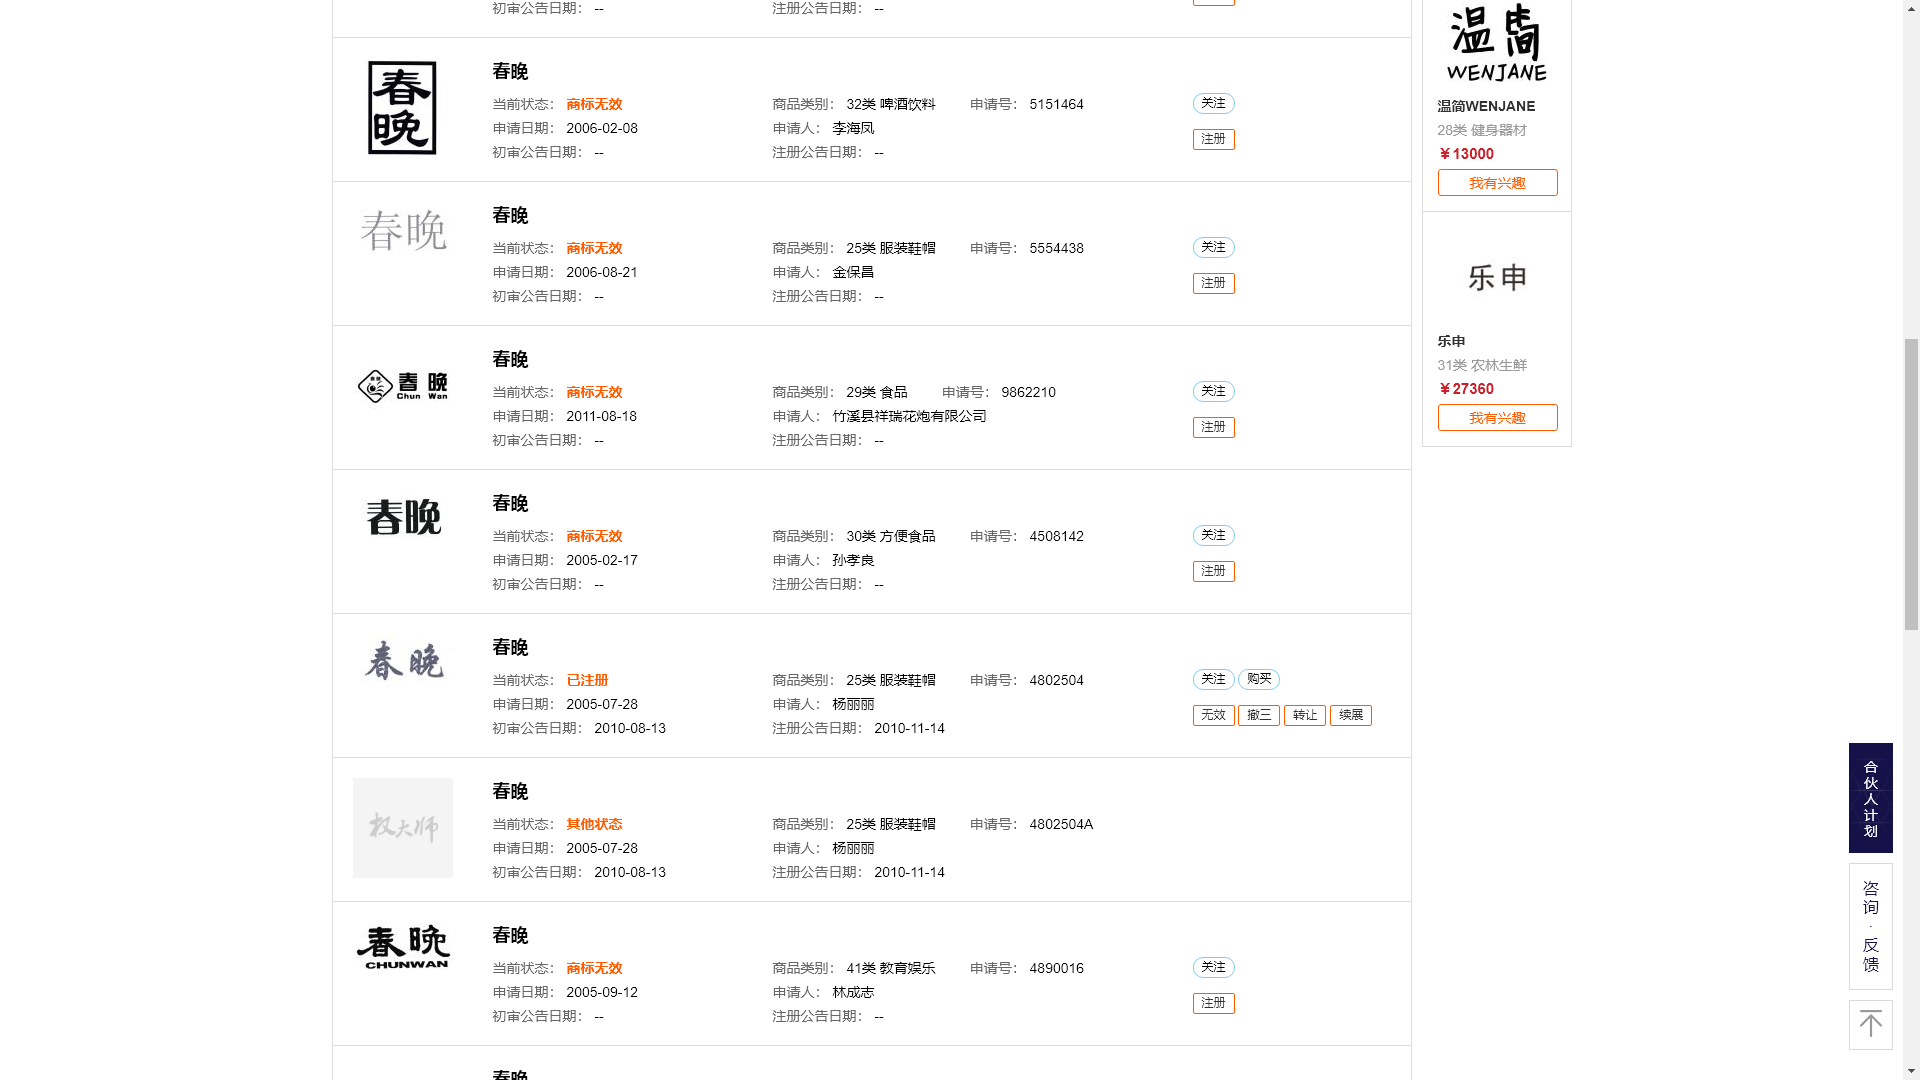 初审公告日期： --
注册公告日期： --
春晚
春晚
当前状态： 商标无效
商品类别： 32类 啤酒饮料
申请号： 5151464
关注
申请日期： 2006-02-08
申请人： 李海凤
注册
初审公告日期： --
注册公告日期： --
春晚
春晚
当前状态： 商标无效
商品类别： 25类 服装鞋帽
申请号： 5554438
关注
申请日期： 2006-08-21
申请人： 金保昌
注册
初审公告日期： --
注册公告日期： --
春晚
Chun Wan
春晚
当前状态： 商标无效
商品类别： 29类 食品
申请号： 9862210
关注
申请日期： 2011-08-18
申请人： 竹溪县祥瑞花炮有限公司
注册
初审公告日期： --
注册公告日期： --
春晚
春晚
当前状态： 商标无效
商品类别： 30类 方便食品
申请号： 4508142
关注
申请日期： 2005-02-17
申请人： 孙孝良
注册
初审公告日期： --
注册公告日期： --
春晚
春晚
当前状态： 已注册
商品类别： 25类 服装鞋帽
申请号： 4802504
关注 购买
申请日期： 2005-07-28
申请人： 杨丽丽
无效 撤三 转让 续展
初审公告日期： 2010-08-13
注册公告日期： 2010-11-14
权大师
春晚
当前状态： 其他状态
商品类别： 25类 服装鞋帽
申请号： 4802504A
申请日期： 2005-07-28
申请人： 杨丽丽
初审公告日期： 2010-08-13
注册公告日期： 2010-11-14
春晚
CHUNWAN
春晚
当前状态： 商标无效
商品类别： 41类 教育娱乐
申请号： 4890016
关注
申请日期： 2005-09-12
申请人： 林成志
注册
初审公告日期： --
注册公告日期： --
春晚
温简
WENJANE
温简WENJANE
28类 健身器材
￥13000
我有兴趣
乐申
乐申
31类 农林生鲜
￥27360
我有兴趣
合伙人计划
咨询·反馈